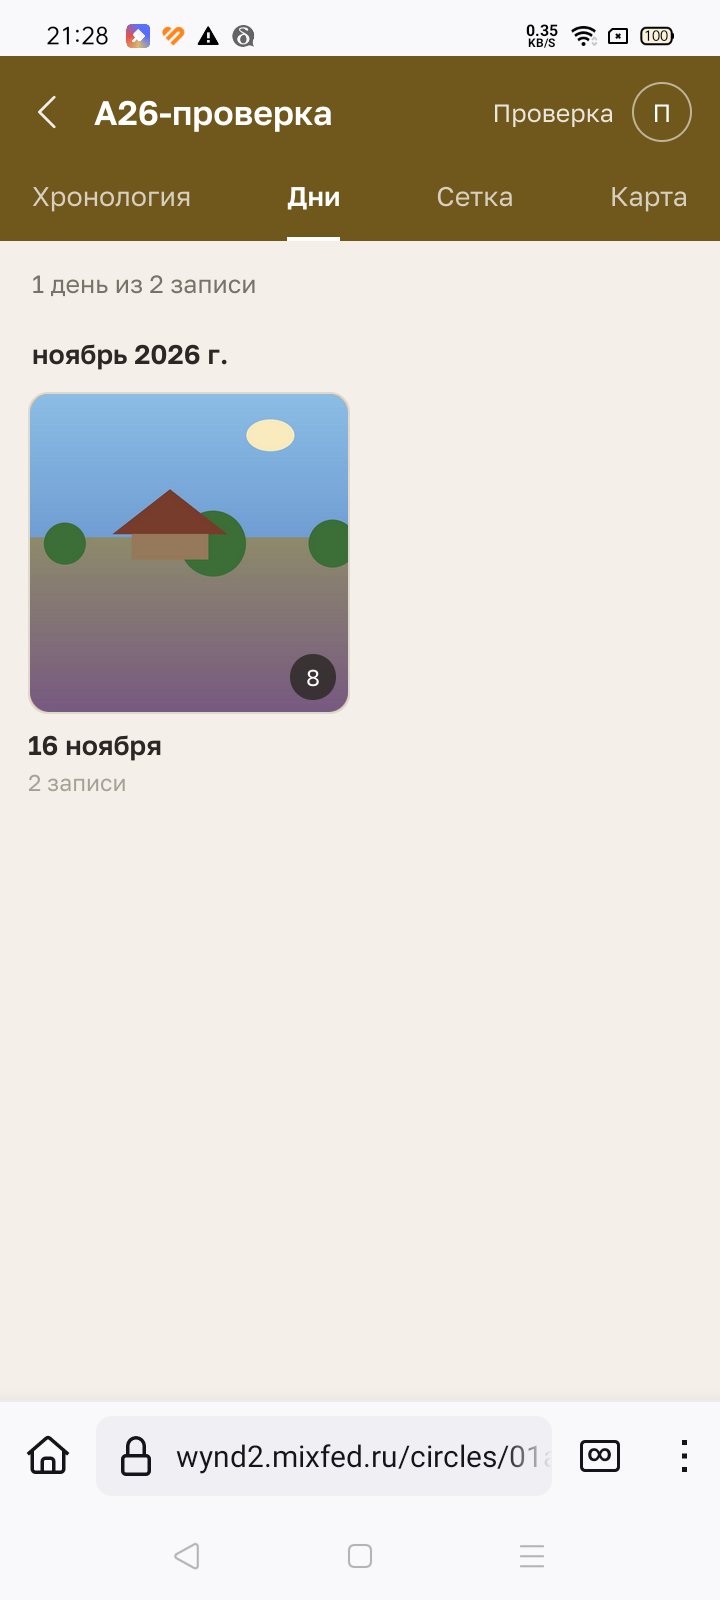 21:28
0.35
KB/S
100
А26-проверка
Проверка
П
Хронология
Дни
Сетка
Карта
1 день из 2 записи
ноябрь 2026 г.
8
16 ноября
2 записи
wynd2.mixfed.ru/circles/01a